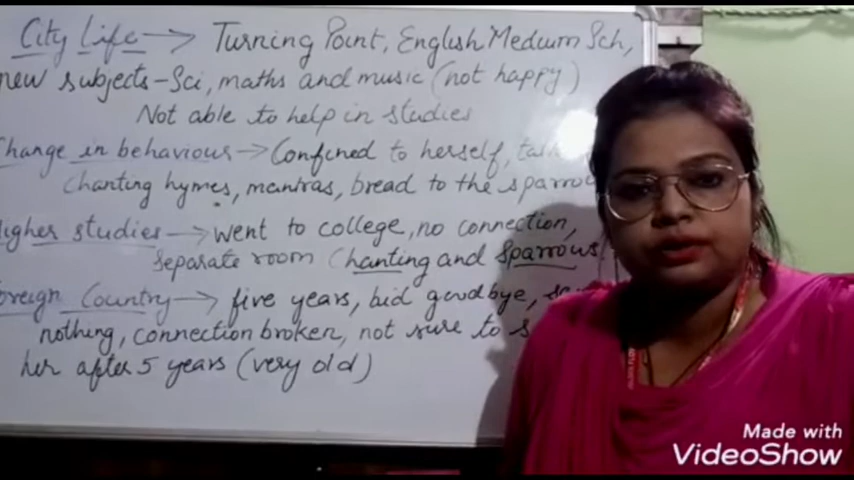 City Life → Turning Point, English Medium Sch,
new subjects - Sci, maths and music (not happy)
Not able to help in studies
Change in behaviour → Confined to herself,
Chanting hymes, mantras, bread to the
Higher studies → went to college, no connection,
separate room Chanting and Sparrows.
Foreign Country → five years, bid goodbye,
nothing, connection broken, not sure to
her after 5 years (very old)
Made with
VideoShow